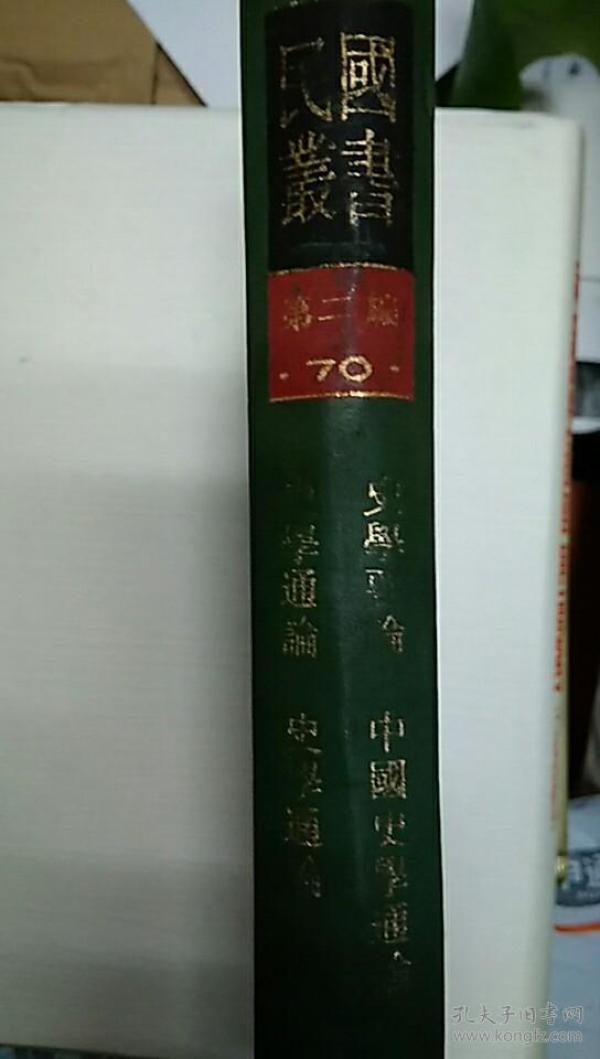 民國
叢書
第二編
·70·
史學通論
中國史學通論
史學通論
史學通論
孔夫子旧书网
www.kongfz.com